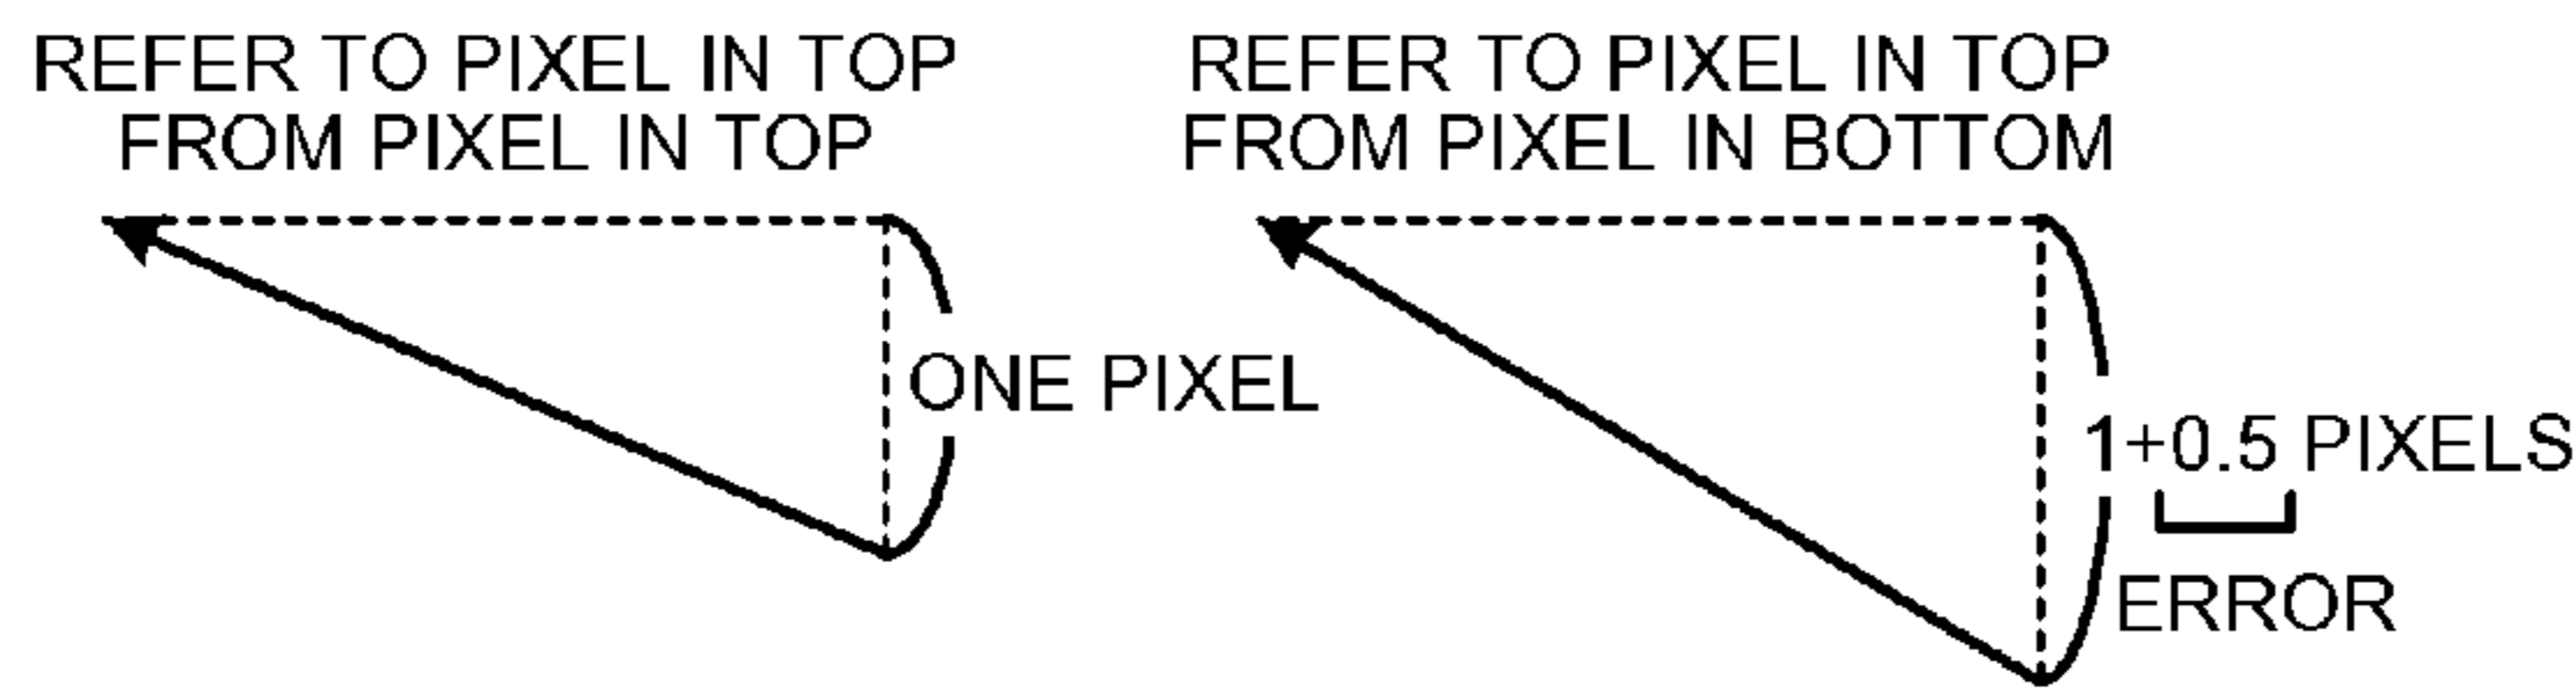 REFER TO PIXEL IN TOP
FROM PIXEL IN TOP
ONE PIXEL
REFER TO PIXEL IN TOP
FROM PIXEL IN BOTTOM
1+0.5 PIXELS
ERROR